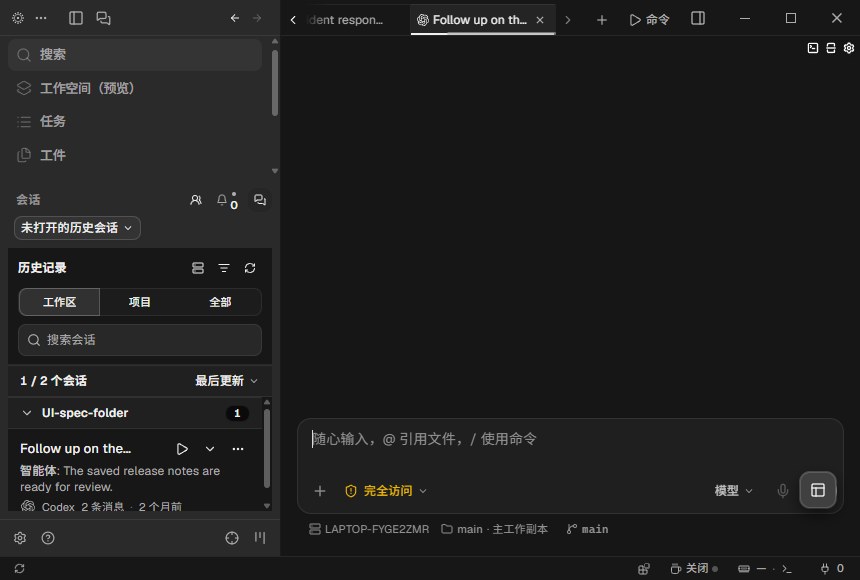 dent respon...
Follow up on th...
命令
搜索
工作空间（预览）
任务
工件
会话
0
未打开的历史会话
历史记录
工作区
项目
全部
搜索会话
1 / 2 个会话
最后更新
UI-spec-folder
1
Follow up on the...
智能体: The saved release notes are
ready for review.
Codex 2 条消息 · 2 个月前
随心输入，@ 引用文件，/ 使用命令
完全访问
模型
LAPTOP-FYGE2ZMR
main · 主工作副本
main
关闭
0